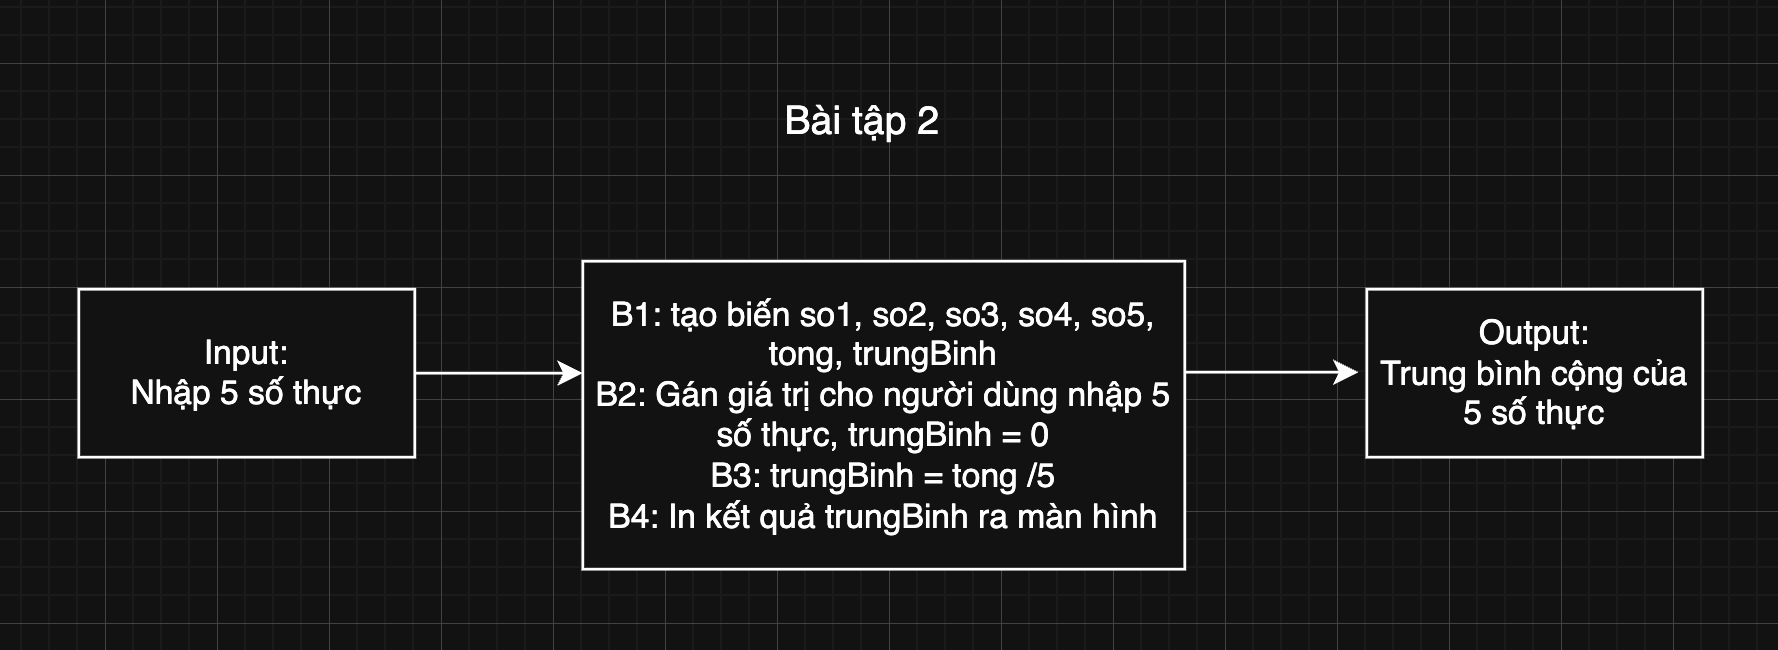 Bài tập 2
Input:
Nhập 5 số thực
B1: tạo biến so1, so2, so3, so4, so5,
tong, trungBinh
B2: Gán giá trị cho người dùng nhập 5
số thực, trungBinh = 0
B3: trungBinh = tong /5
B4: In kết quả trungBinh ra màn hình
Output:
Trung bình cộng của
5 số thực